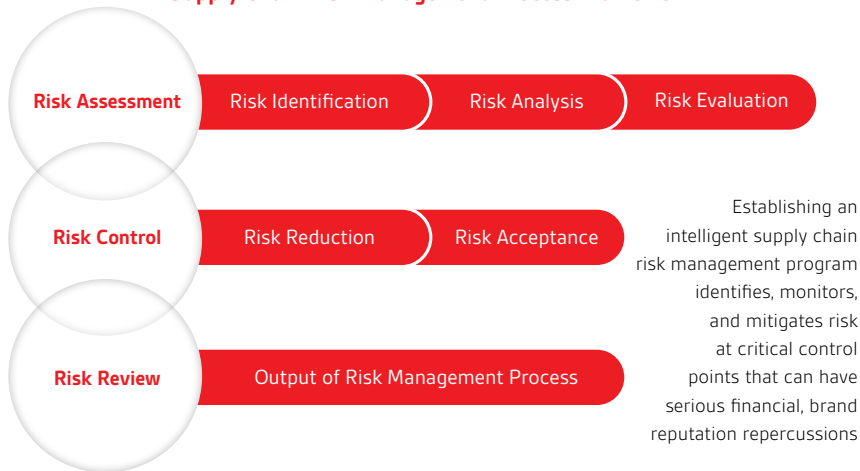 Risk Assessment
Risk Identification
Risk Analysis
Risk Evaluation
Risk Control
Risk Reduction
Risk Acceptance
Establishing an
intelligent supply chain
risk management program
identifies, monitors,
and mitigates risk
at critical control
points that can have
serious financial, brand
reputation repercussions
Risk Review
Output of Risk Management Process